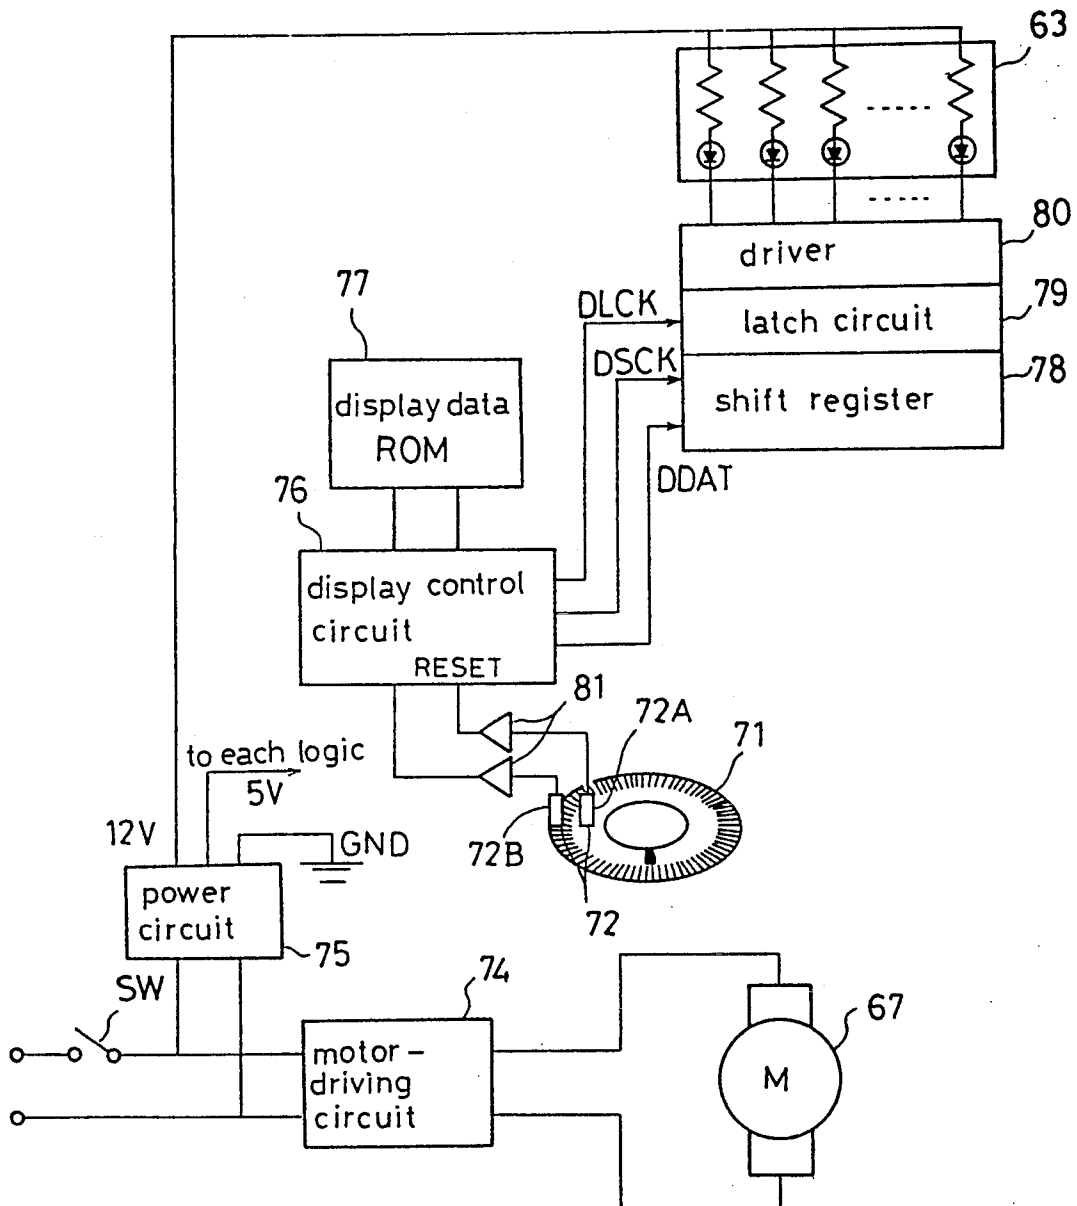 63
80
driver
79
latch circuit
78
shift register
77
DLCK
DSCK
DDAT
display data
ROM
76
display control
circuit
RESET
81
72A
71
to each logic
5V
12V
GND
72B
72
power
circuit
75
SW
74
motor-
driving
circuit
67
M